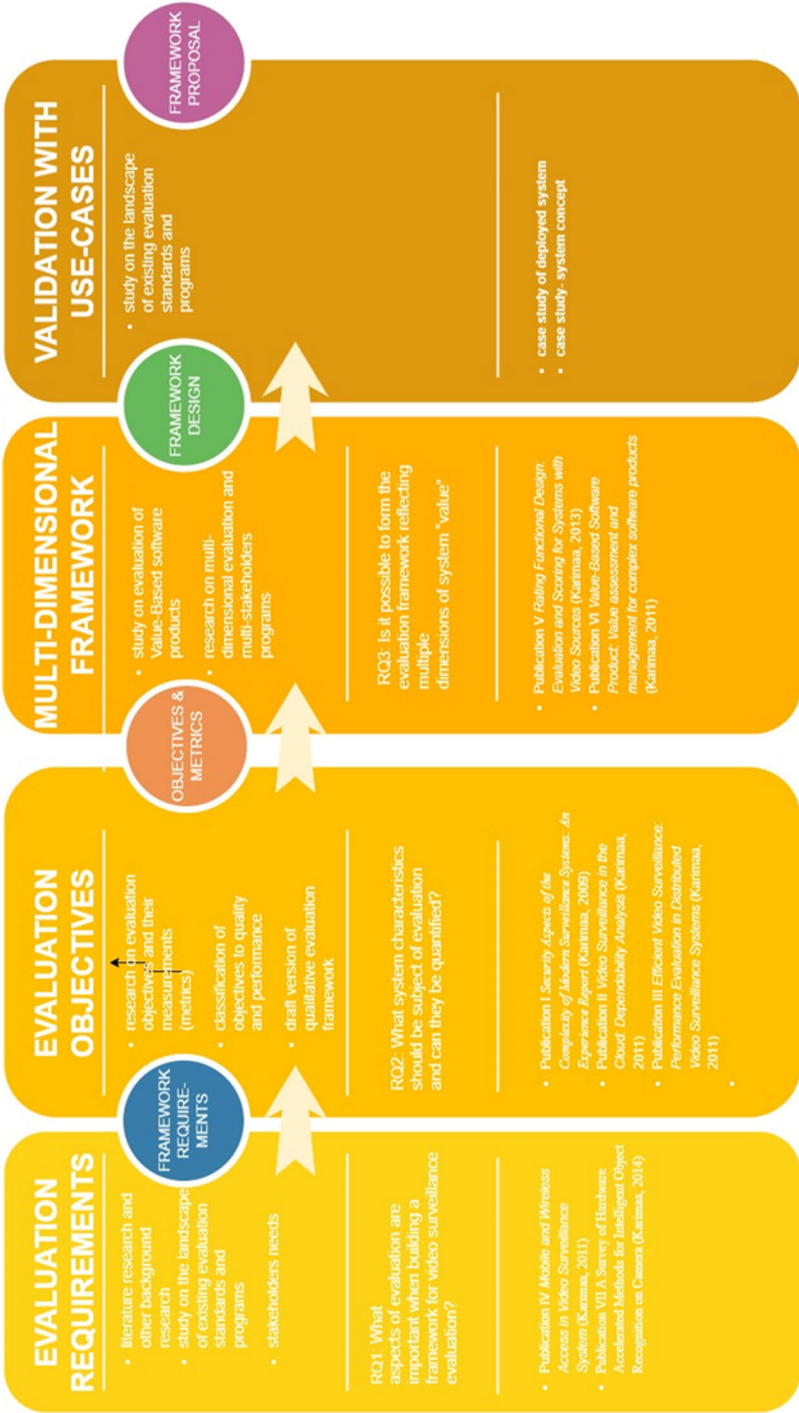 EVALUATION
REQUIREMENTS
• literature research and
other background
research
• study on the landscape
of existing evaluation
standards and
programs
• stakeholders needs
RQ1: What
aspects of evaluation are
important when building a
framework for video surveillance
evaluation?
• Publication IV Mobile and Wireless
Access in Video Surveillance
System (Karimaa, 2011)
• Publication VII A Survey of Hardware
Accelerated Methods for Intelligent Object
Recognition on Camera (Karimaa, 2014)
FRAMEWORK
REQUIRE-
MENTS
EVALUATION
OBJECTIVES
• research on evaluation
objectives and their
measurements
(metrics)
• classification of
objectives to quality
and performance
• draft version of
qualitative evaluation
framework
RQ2: What system characteristics
should be subject of evaluation
and can they be quantified?
• Publication I Security Aspects of the
Complexity of Modern Surveillance Systems: An
Experience Report (Karimaa, 2009)
• Publication II Video Surveillance in the
Cloud: Dependability Analysis (Karimaa,
2011)
• Publication III Efficient Video Surveillance:
Performance Evaluation in Distributed
Video Surveillance Systems (Karimaa,
2011)
•
OBJECTIVES &
METRICS
MULTI-DIMENSIONAL
FRAMEWORK
• study on evaluation of
Value-Based software
products
• research on multi-
dimensional evaluation and
multi-stakeholders
programs
RQ3: Is it possible to form the
evaluation framework reflecting
multiple
dimensions of system "value"
• Publication V Rating Functional Design:
Evaluation and Scoring for Systems with
Video Sources (Karimaa, 2013)
• Publication VI Value-Based Software
Product: Value assessment and
management for complex software products
(Karimaa, 2011)
FRAMEWORK
DESIGN
VALIDATION WITH
USE-CASES
• study on the landscape
of existing evaluation
standards and
programs
• case study of deployed system
• case study- system concept
FRAMEWORK
PROPOSAL